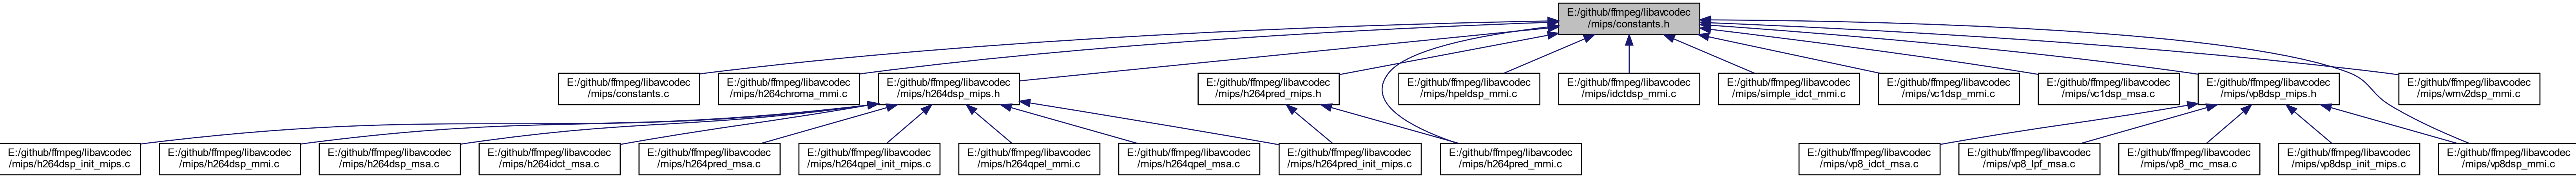 E:/github/ffmpeg/libavcodec
/mips/constants.h
E:/github/ffmpeg/libavcodec
/mips/constants.c
E:/github/ffmpeg/libavcodec
/mips/h264chroma_mmi.c
E:/github/ffmpeg/libavcodec
/mips/h264dsp_mips.h
E:/github/ffmpeg/libavcodec
/mips/h264pred_mips.h
E:/github/ffmpeg/libavcodec
/mips/hpeldsp_mmi.c
E:/github/ffmpeg/libavcodec
/mips/idctdsp_mmi.c
E:/github/ffmpeg/libavcodec
/mips/simple_idct_mmi.c
E:/github/ffmpeg/libavcodec
/mips/vc1dsp_mmi.c
E:/github/ffmpeg/libavcodec
/mips/vc1dsp_msa.c
E:/github/ffmpeg/libavcodec
/mips/vp8dsp_mips.h
E:/github/ffmpeg/libavcodec
/mips/wmv2dsp_mmi.c
E:/github/ffmpeg/libavcodec
/mips/h264dsp_init_mips.c
E:/github/ffmpeg/libavcodec
/mips/h264dsp_mmi.c
E:/github/ffmpeg/libavcodec
/mips/h264dsp_msa.c
E:/github/ffmpeg/libavcodec
/mips/h264idct_msa.c
E:/github/ffmpeg/libavcodec
/mips/h264pred_msa.c
E:/github/ffmpeg/libavcodec
/mips/h264qpel_init_mips.c
E:/github/ffmpeg/libavcodec
/mips/h264qpel_mmi.c
E:/github/ffmpeg/libavcodec
/mips/h264qpel_msa.c
E:/github/ffmpeg/libavcodec
/mips/h264pred_init_mips.c
E:/github/ffmpeg/libavcodec
/mips/h264pred_mmi.c
E:/github/ffmpeg/libavcodec
/mips/vp8_idct_msa.c
E:/github/ffmpeg/libavcodec
/mips/vp8_lpf_msa.c
E:/github/ffmpeg/libavcodec
/mips/vp8_mc_msa.c
E:/github/ffmpeg/libavcodec
/mips/vp8dsp_init_mips.c
E:/github/ffmpeg/libavcodec
/mips/vp8dsp_mmi.c